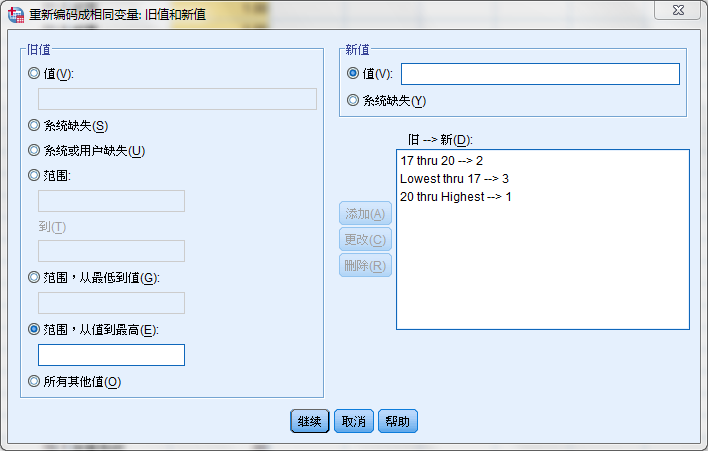 重新编码成相同变量: 旧值和新值
旧值
值(V):
系统缺失(S)
系统或用户缺失(U)
范围:
到(T)
范围，从最低到值(G):
范围，从值到最高(E):
所有其他值(O)
新值
值(V):
系统缺失(Y)
旧 --> 新(D):
17 thru 20 --> 2
Lowest thru 17 --> 3
20 thru Highest --> 1
添加(A)
更改(C)
删除(R)
继续
取消
帮助